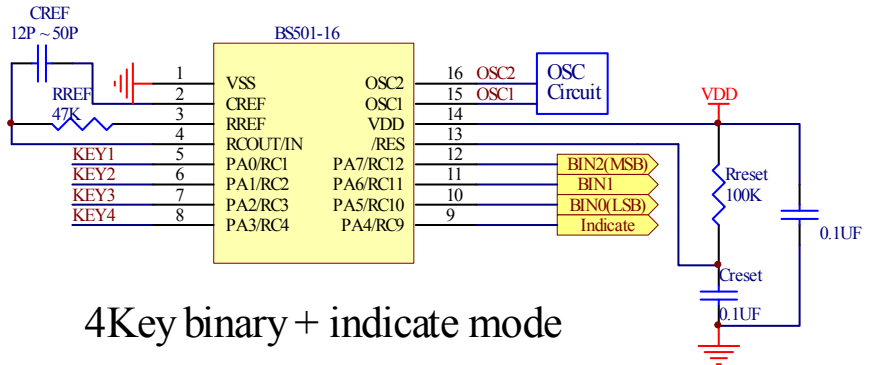 CREF
12P ~ 50P
BS501-16
RREF
47K
1 VSS
2 CREF
3 RREF
4 RCOUT/IN
KEY1 5 PA0/RC1
KEY2 6 PA1/RC2
KEY3 7 PA2/RC3
KEY4 8 PA3/RC4
OSC2 16 OSC2
OSC1 15 OSC1
VDD 14
/RES 13
PA7/RC12 12 BIN2(MSB)
PA6/RC11 11 BIN1
PA5/RC10 10 BIN0(LSB)
PA4/RC9 9 Indicate
OSC
Circuit
VDD
Rreset
100K
0.1UF
Creset
0.1UF
4Key binary + indicate mode